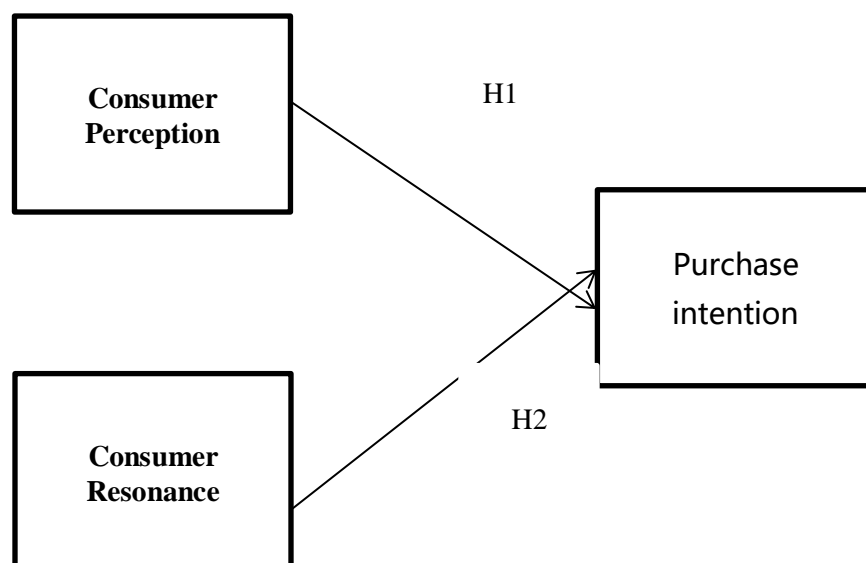 Consumer
Perception
H1
Purchase
intention
H2
Consumer
Resonance